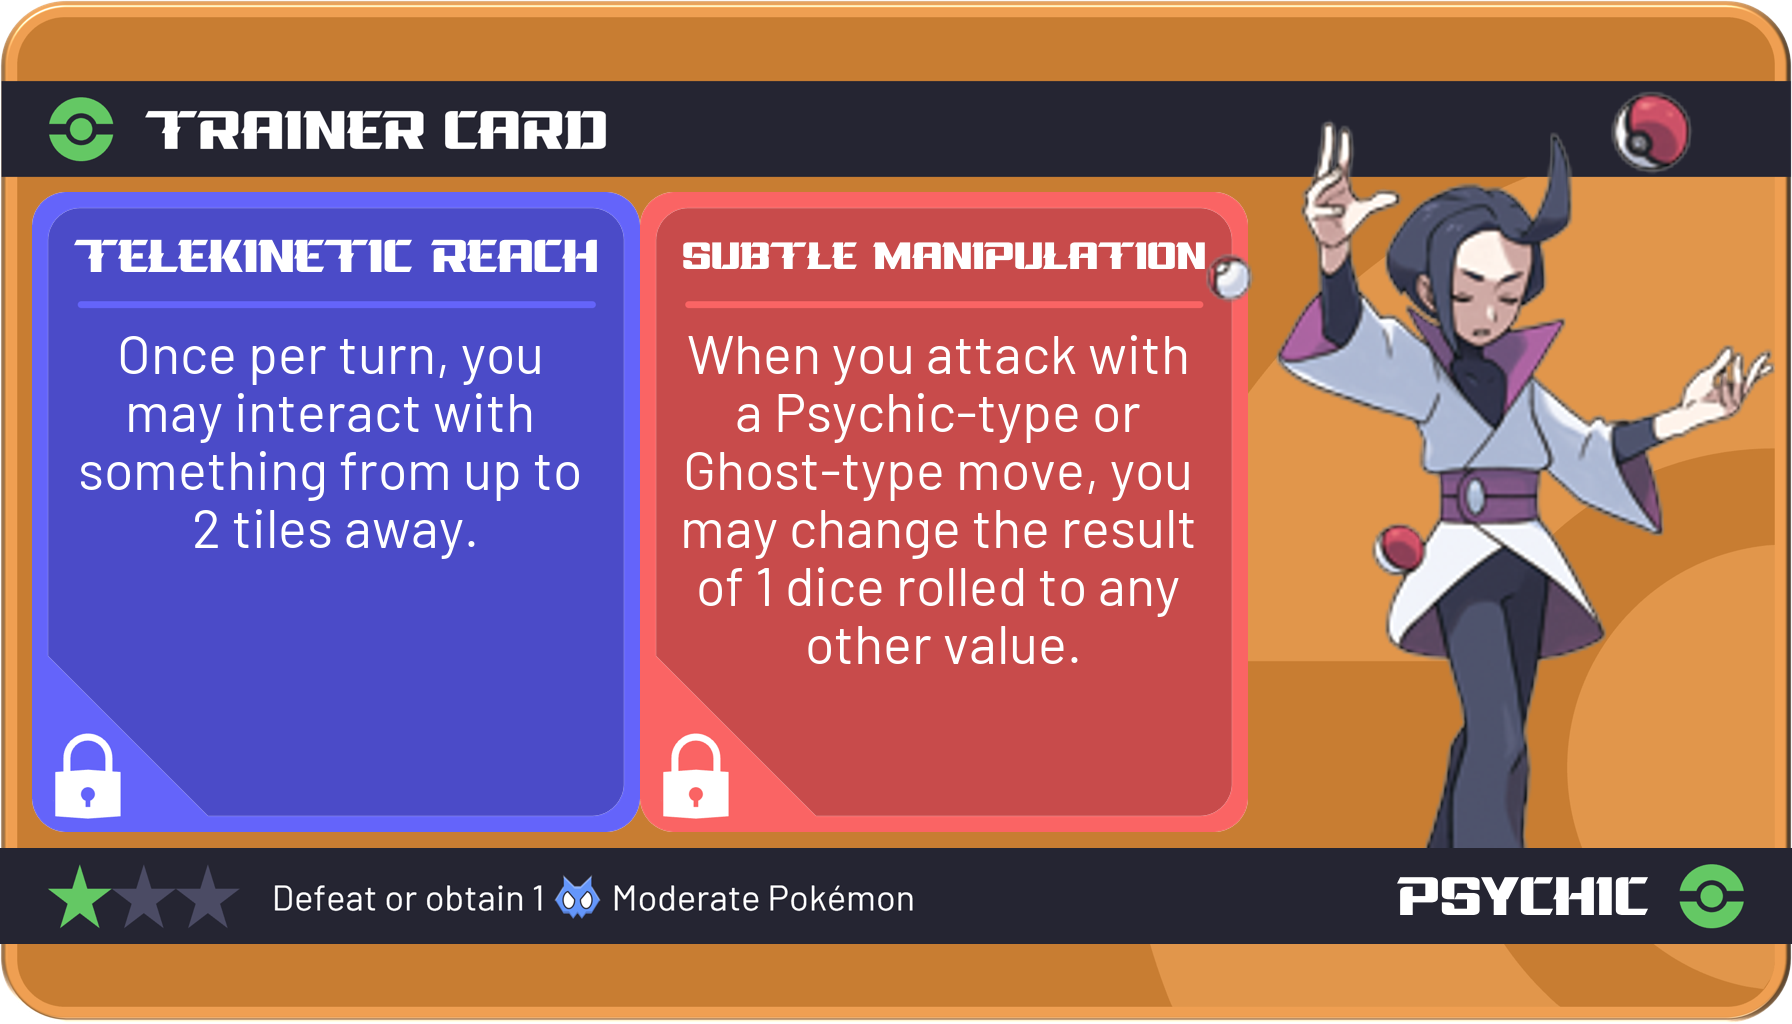 TRAINER CARD
TELEKINETIC REACH
Once per turn, you
may interact with
something from up to
2 tiles away.
SUBTLE MANIPULATION
When you attack with
a Psychic-type or
Ghost-type move, you
may change the result
of 1 dice rolled to any
other value.
Defeat or obtain 1 Moderate Pokémon
PSYCHIC